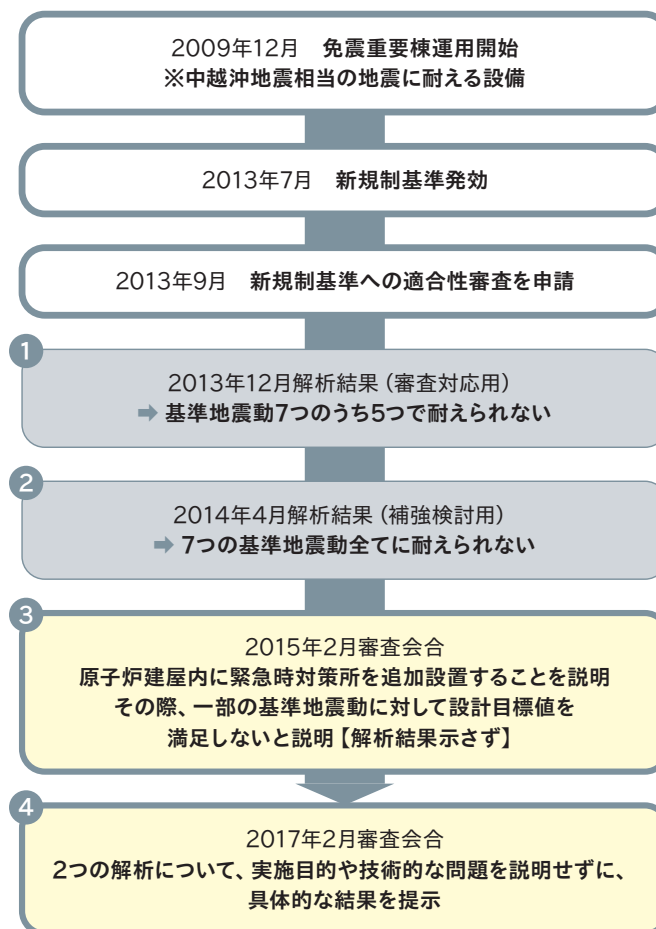 2009年12月　免震重要棟運用開始
※中越沖地震相当の地震に耐える設備
2013年7月　新規制基準発効
2013年9月　新規制基準への適合性審査を申請
1
2013年12月解析結果（審査対応用）
➡ 基準地震動7つのうち5つで耐えられない
2
2014年4月解析結果（補強検討用）
➡ 7つの基準地震動全てに耐えられない
3
2015年2月審査会合
原子炉建屋内に緊急時対策所を追加設置することを説明
その際、一部の基準地震動に対して設計目標値を
満足しないと説明【解析結果示さず】
4
2017年2月審査会合
2つの解析について、実施目的や技術的な問題を説明せずに、
具体的な結果を提示